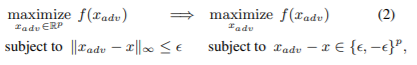 maximize f(x_adv) ⟹ maximize f(x_adv) (2)
x_adv∈ℝ^p x_adv
subject to ‖x_adv − x‖_∞ ≤ ϵ subject to x_adv − x ∈ {ϵ, −ϵ}^p,